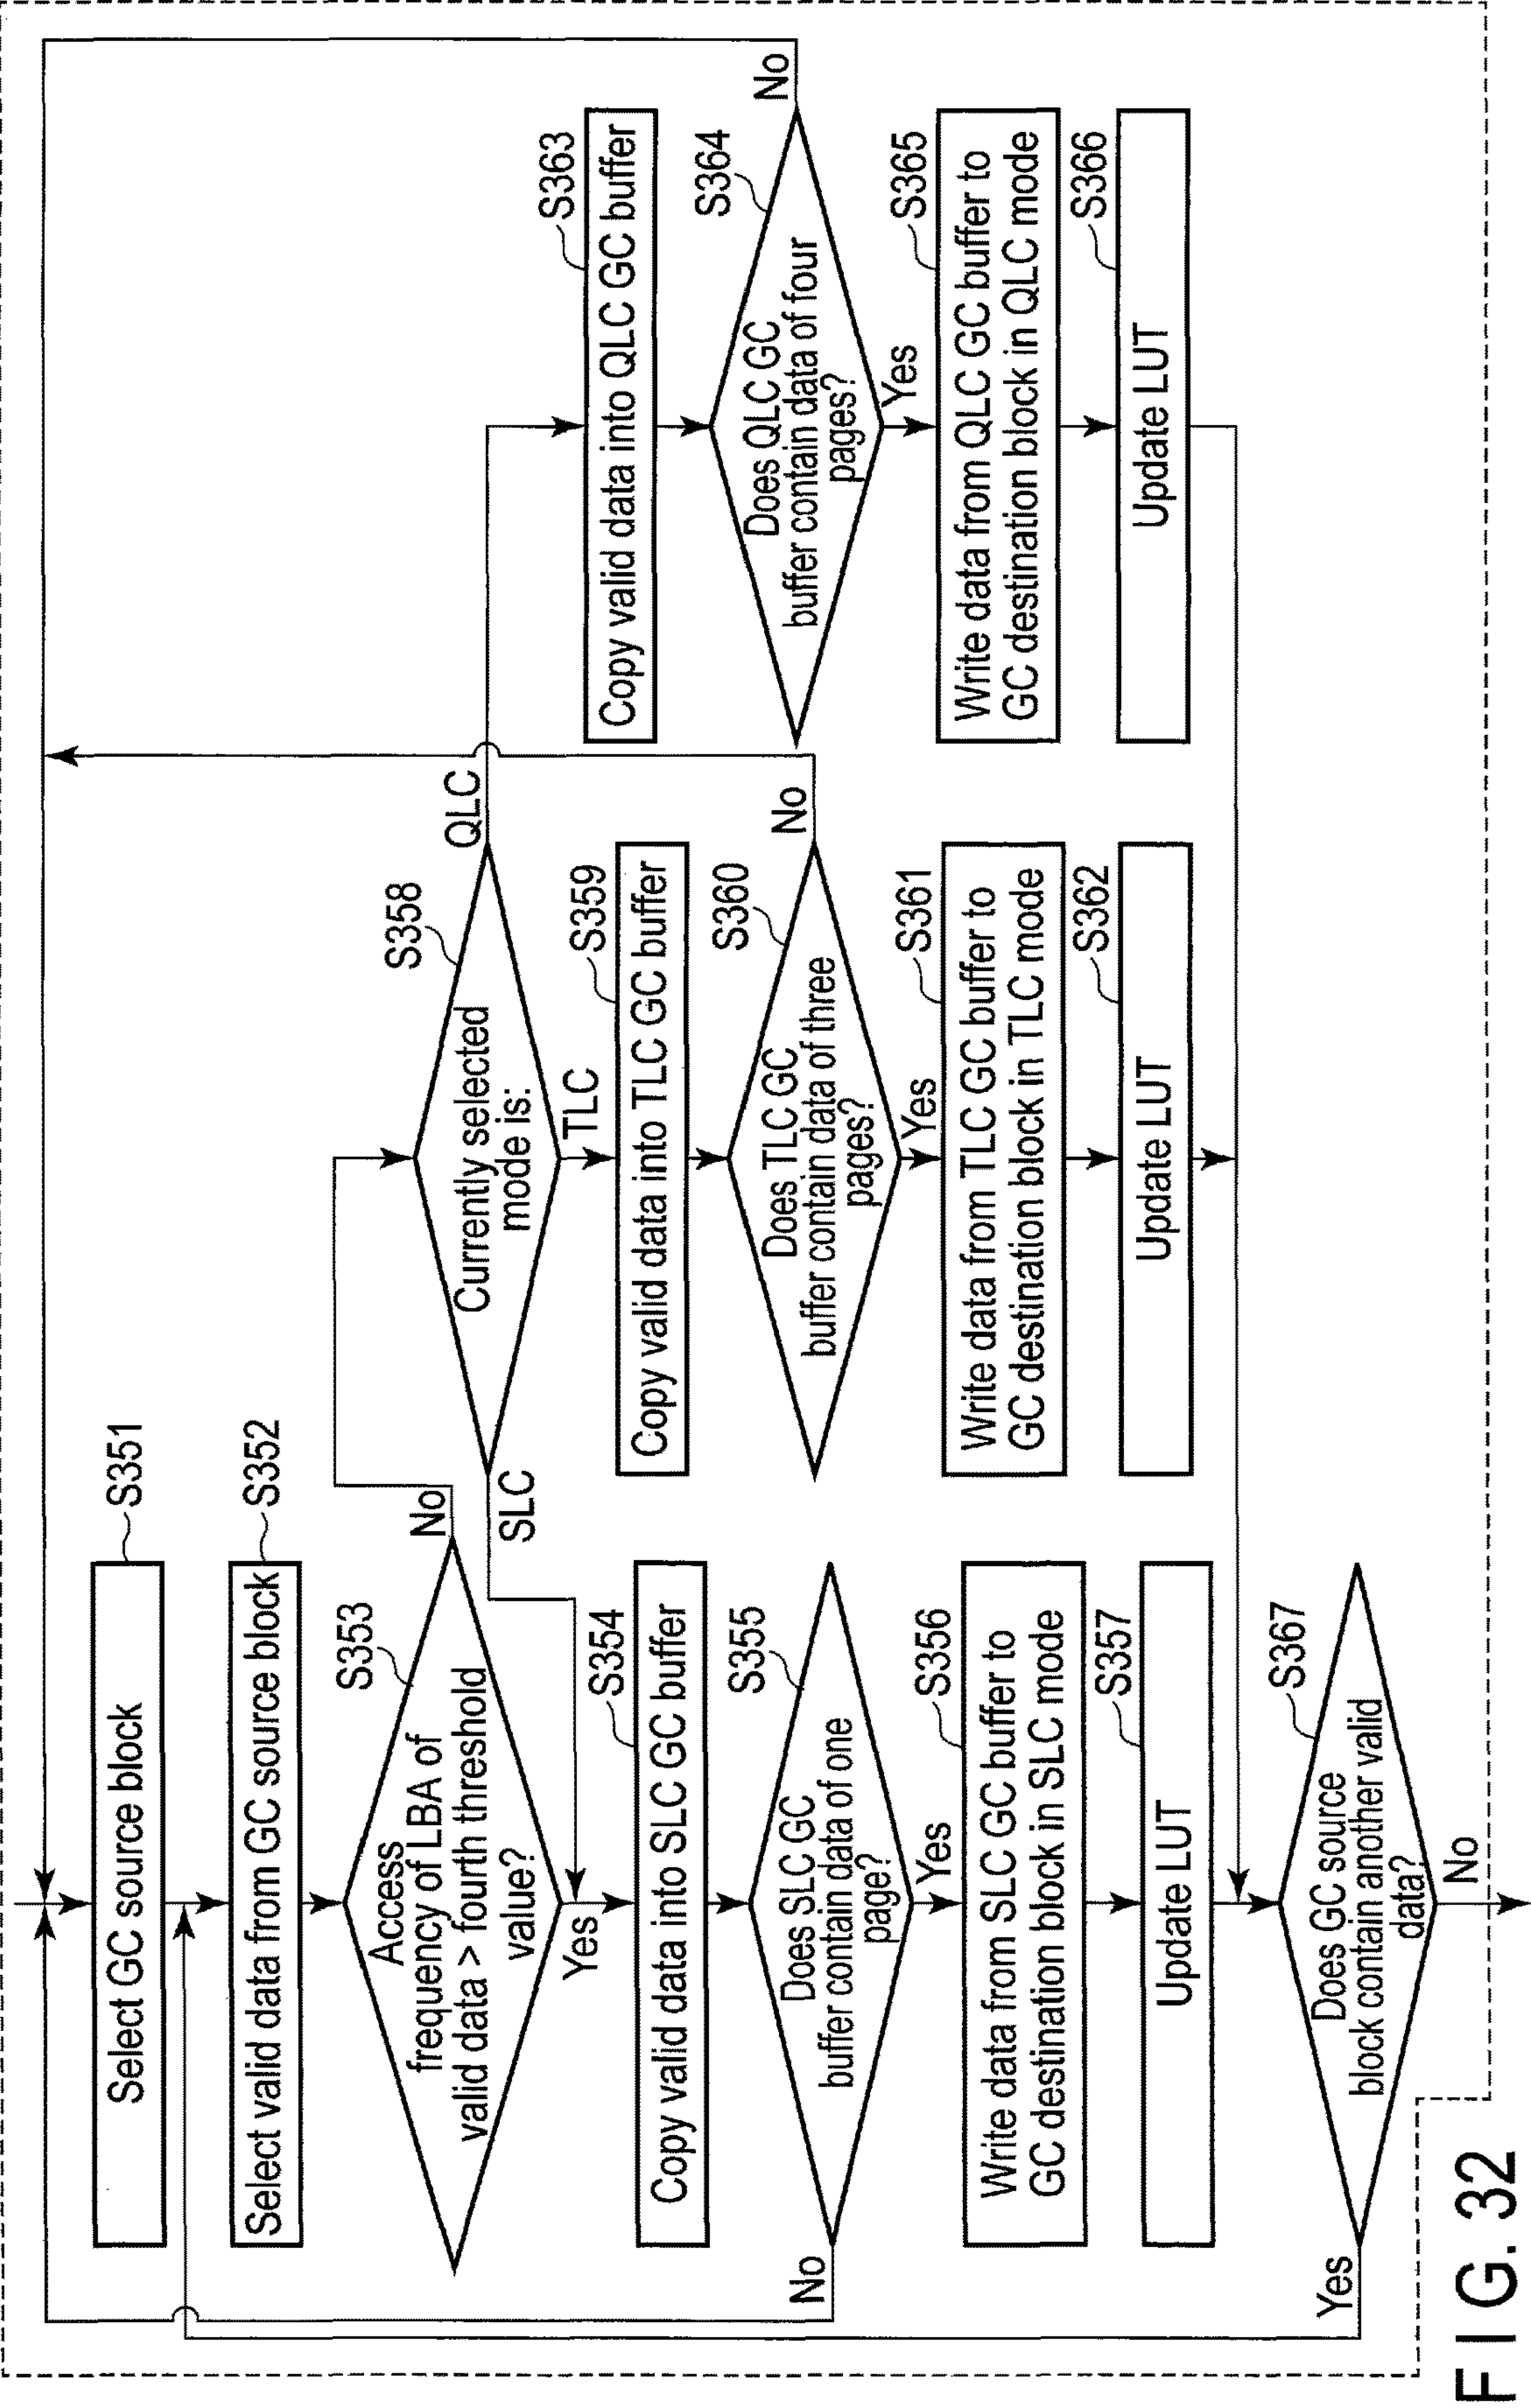 S351
Select GC source block
S352
Select valid data from GC source block
S353
Access
frequency of LBA of
valid data > fourth threshold
value?
No
Yes
S354
Copy valid data into SLC GC buffer
S355
Does SLC GC
buffer contain data of one
page?
No
Yes
S356
Write data from SLC GC buffer to
GC destination block in SLC mode
S357
Update LUT
S358
Currently selected
mode is:
SLC
TLC
QLC
S359
Copy valid data into TLC GC buffer
S360
Does TLC GC
buffer contain data of three
pages?
No
Yes
S361
Write data from TLC GC buffer to
GC destination block in TLC mode
S362
Update LUT
S363
Copy valid data into QLC GC buffer
S364
Does QLC GC
buffer contain data of four
pages?
No
Yes
S365
Write data from QLC GC buffer to
GC destination block in QLC mode
S366
Update LUT
S367
Does GC source
block contain another valid
data?
Yes
No
FIG. 32